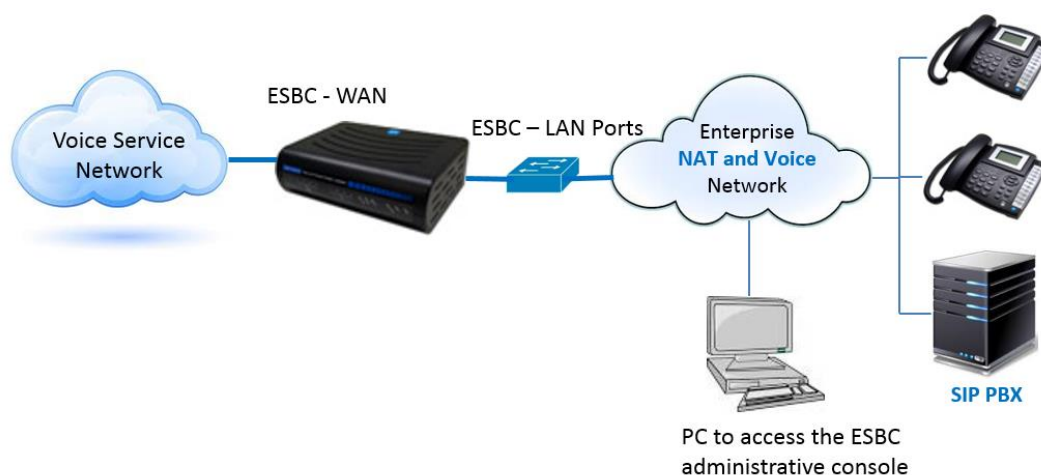 ESBC - WAN
Voice Service
Network
ESBC – LAN Ports
Enterprise
NAT and Voice
Network
SIP PBX
PC to access the ESBC
administrative console